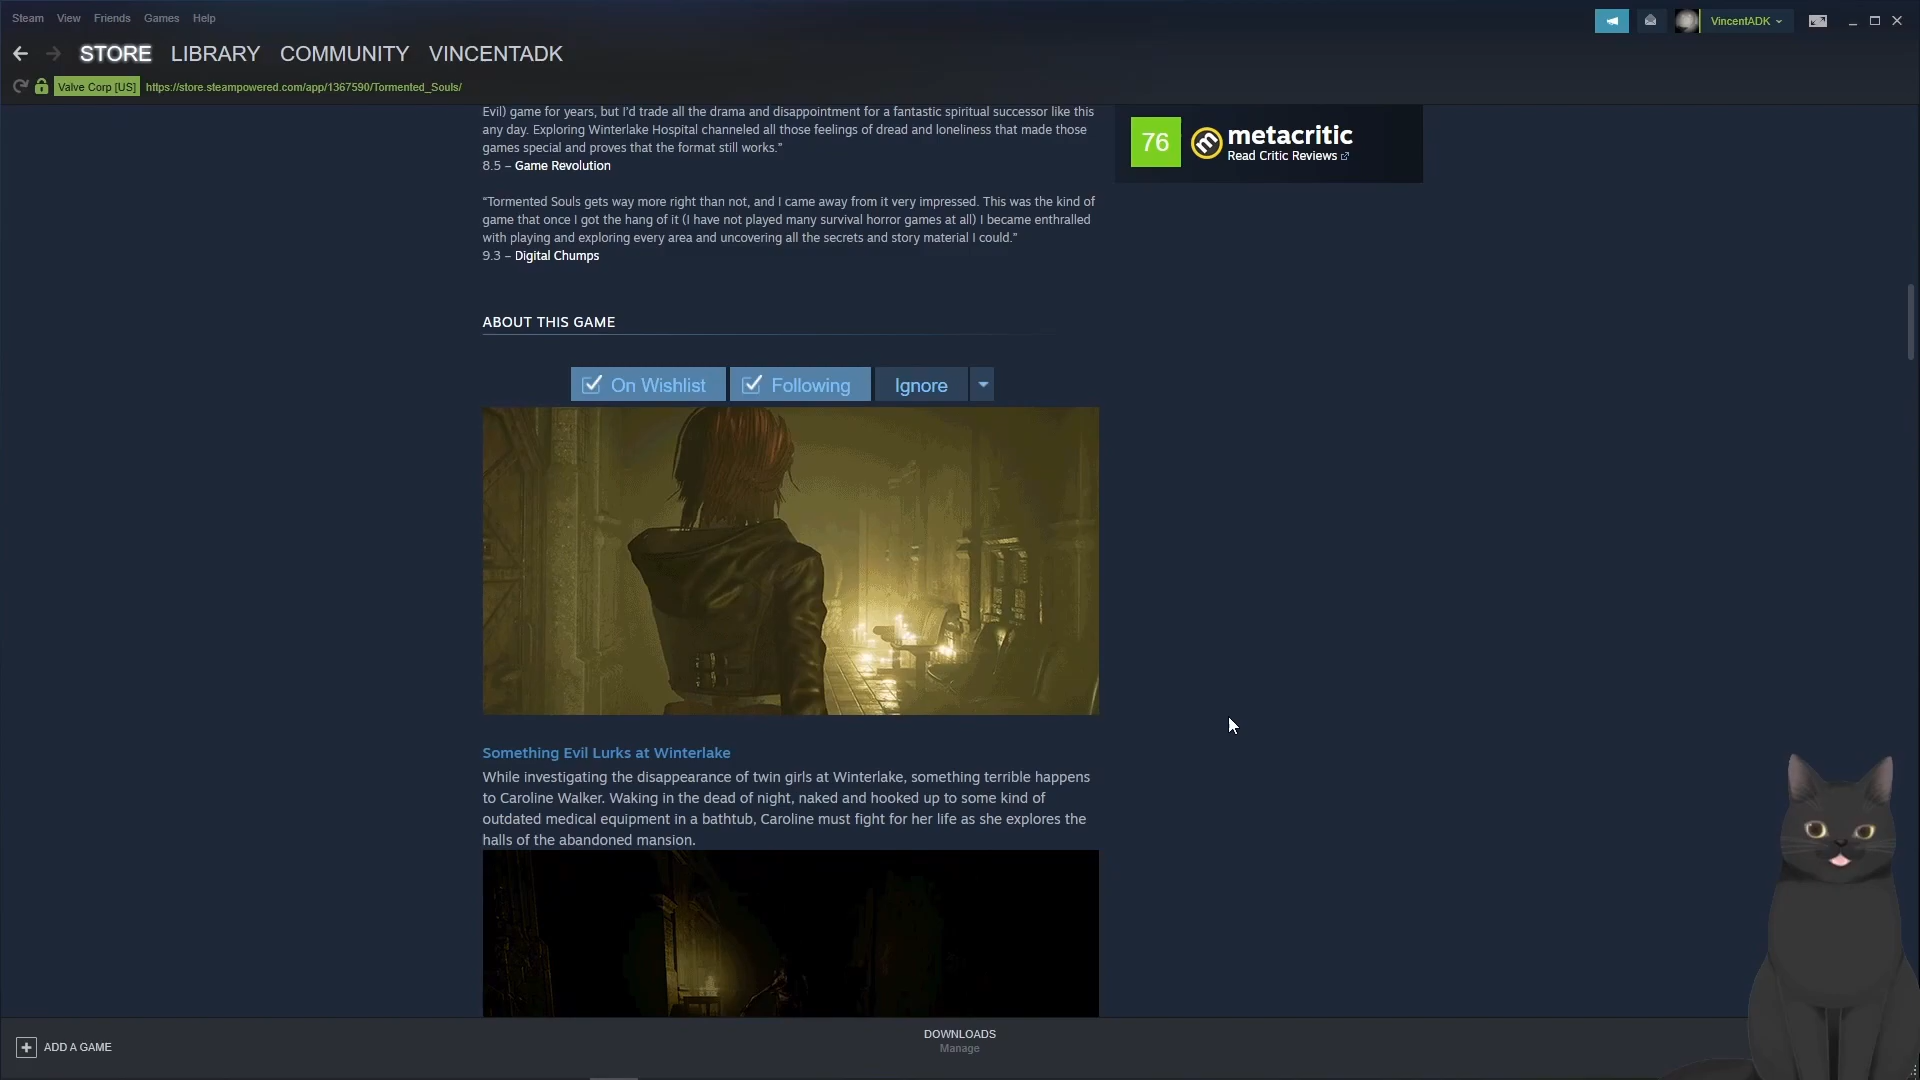 Steam View Friends Games Help
VincentADK
STORE LIBRARY COMMUNITY VINCENTADK
Valve Corp [US] https://store.steampowered.com/app/1367590/Tormented_Souls/
Evil) game for years, but I’d trade all the drama and disappointment for a fantastic spiritual successor like this
any day. Exploring Winterlake Hospital channeled all those feelings of dread and loneliness that made those
games special and proves that the format still works.”
8.5 – Game Revolution
“Tormented Souls gets way more right than not, and I came away from it very impressed. This was the kind of
game that once I got the hang of it (I have not played many survival horror games at all) I became enthralled
with playing and exploring every area and uncovering all the secrets and story material I could.”
9.3 – Digital Chumps
76 metacritic
Read Critic Reviews
ABOUT THIS GAME
On Wishlist Following Ignore
Something Evil Lurks at Winterlake
While investigating the disappearance of twin girls at Winterlake, something terrible happens
to Caroline Walker. Waking in the dead of night, naked and hooked up to some kind of
outdated medical equipment in a bathtub, Caroline must fight for her life as she explores the
halls of the abandoned mansion.
ADD A GAME
DOWNLOADS
Manage